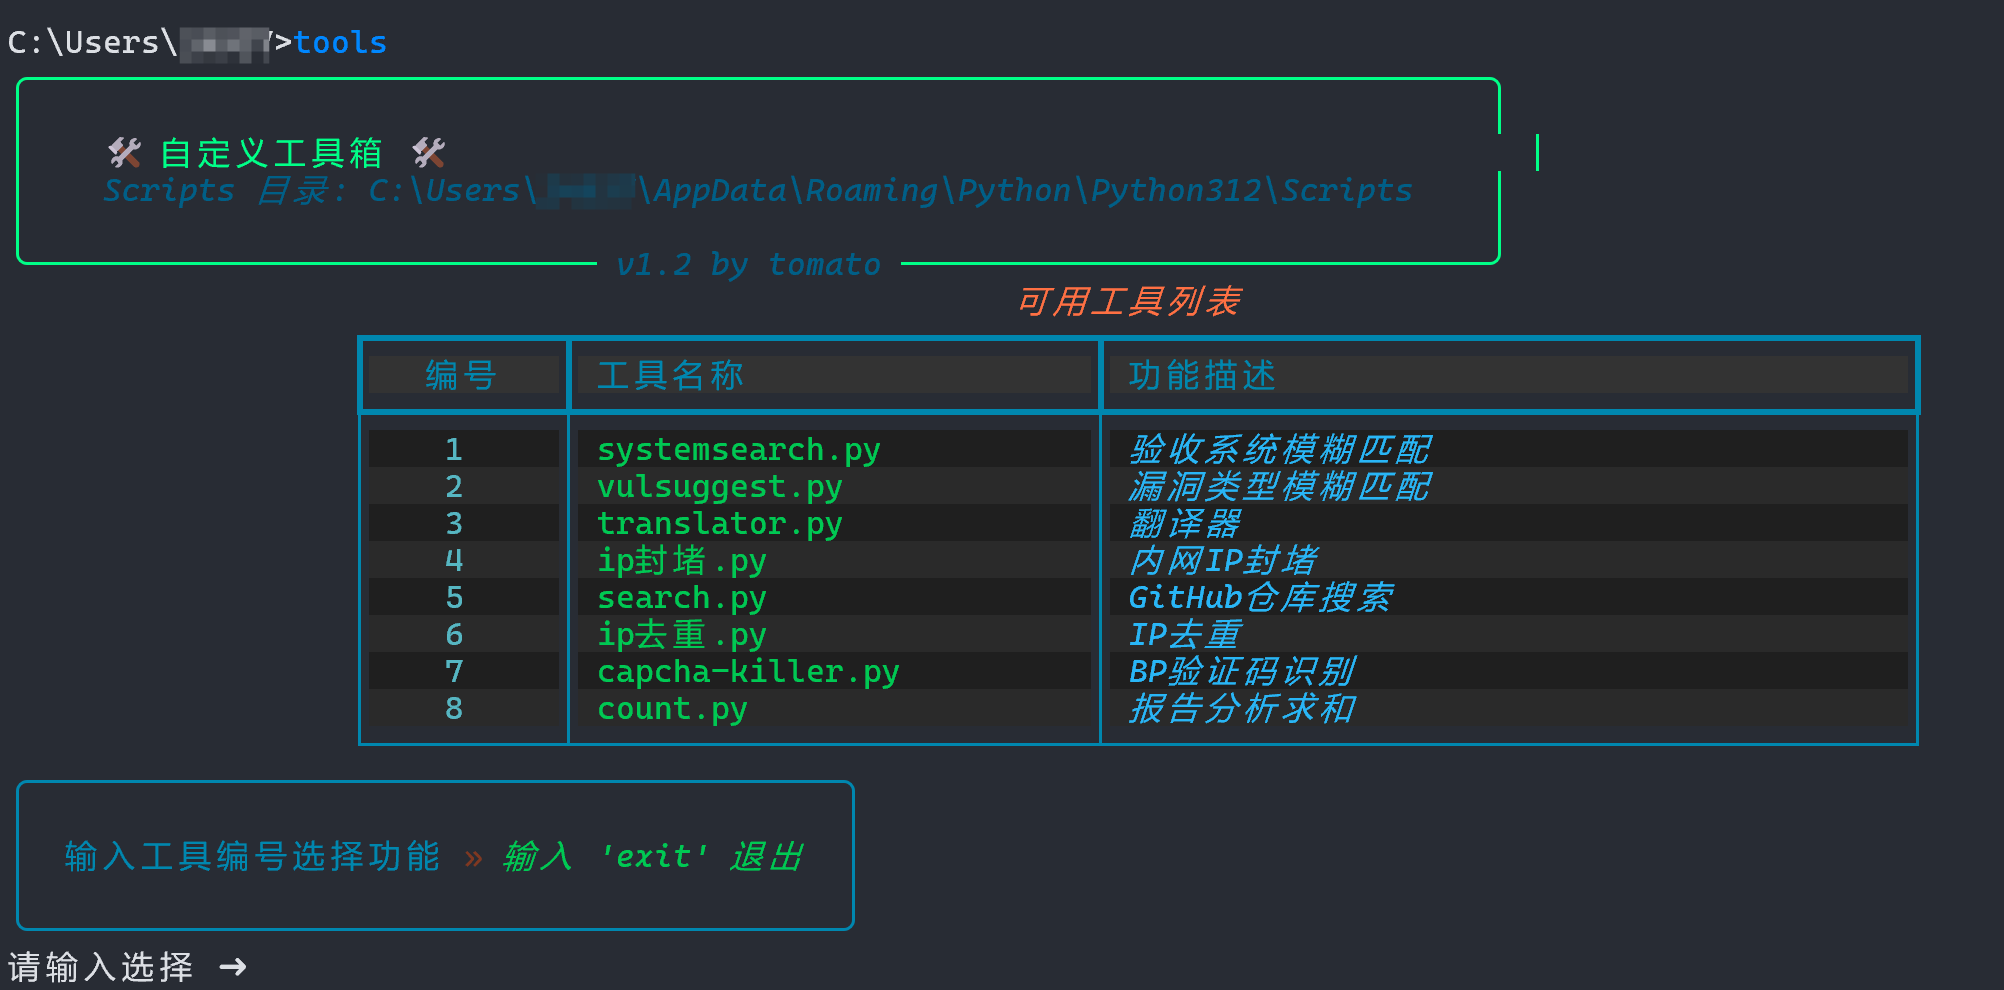 C:\Users\>tools
🛠 自定义工具箱 🛠
Scripts 目录: C:\Users\\AppData\Roaming\Python\Python312\Scripts
v1.2 by tomato
可用工具列表
编号 工具名称 功能描述
1 systemsearch.py 验收系统模糊匹配
2 vulsuggest.py 漏洞类型模糊匹配
3 translator.py 翻译器
4 ip封堵.py 内网IP封堵
5 search.py GitHub仓库搜索
6 ip去重.py IP去重
7 capcha-killer.py BP验证码识别
8 count.py 报告分析求和
输入工具编号选择功能 » 输入 'exit' 退出
请输入选择 ➜